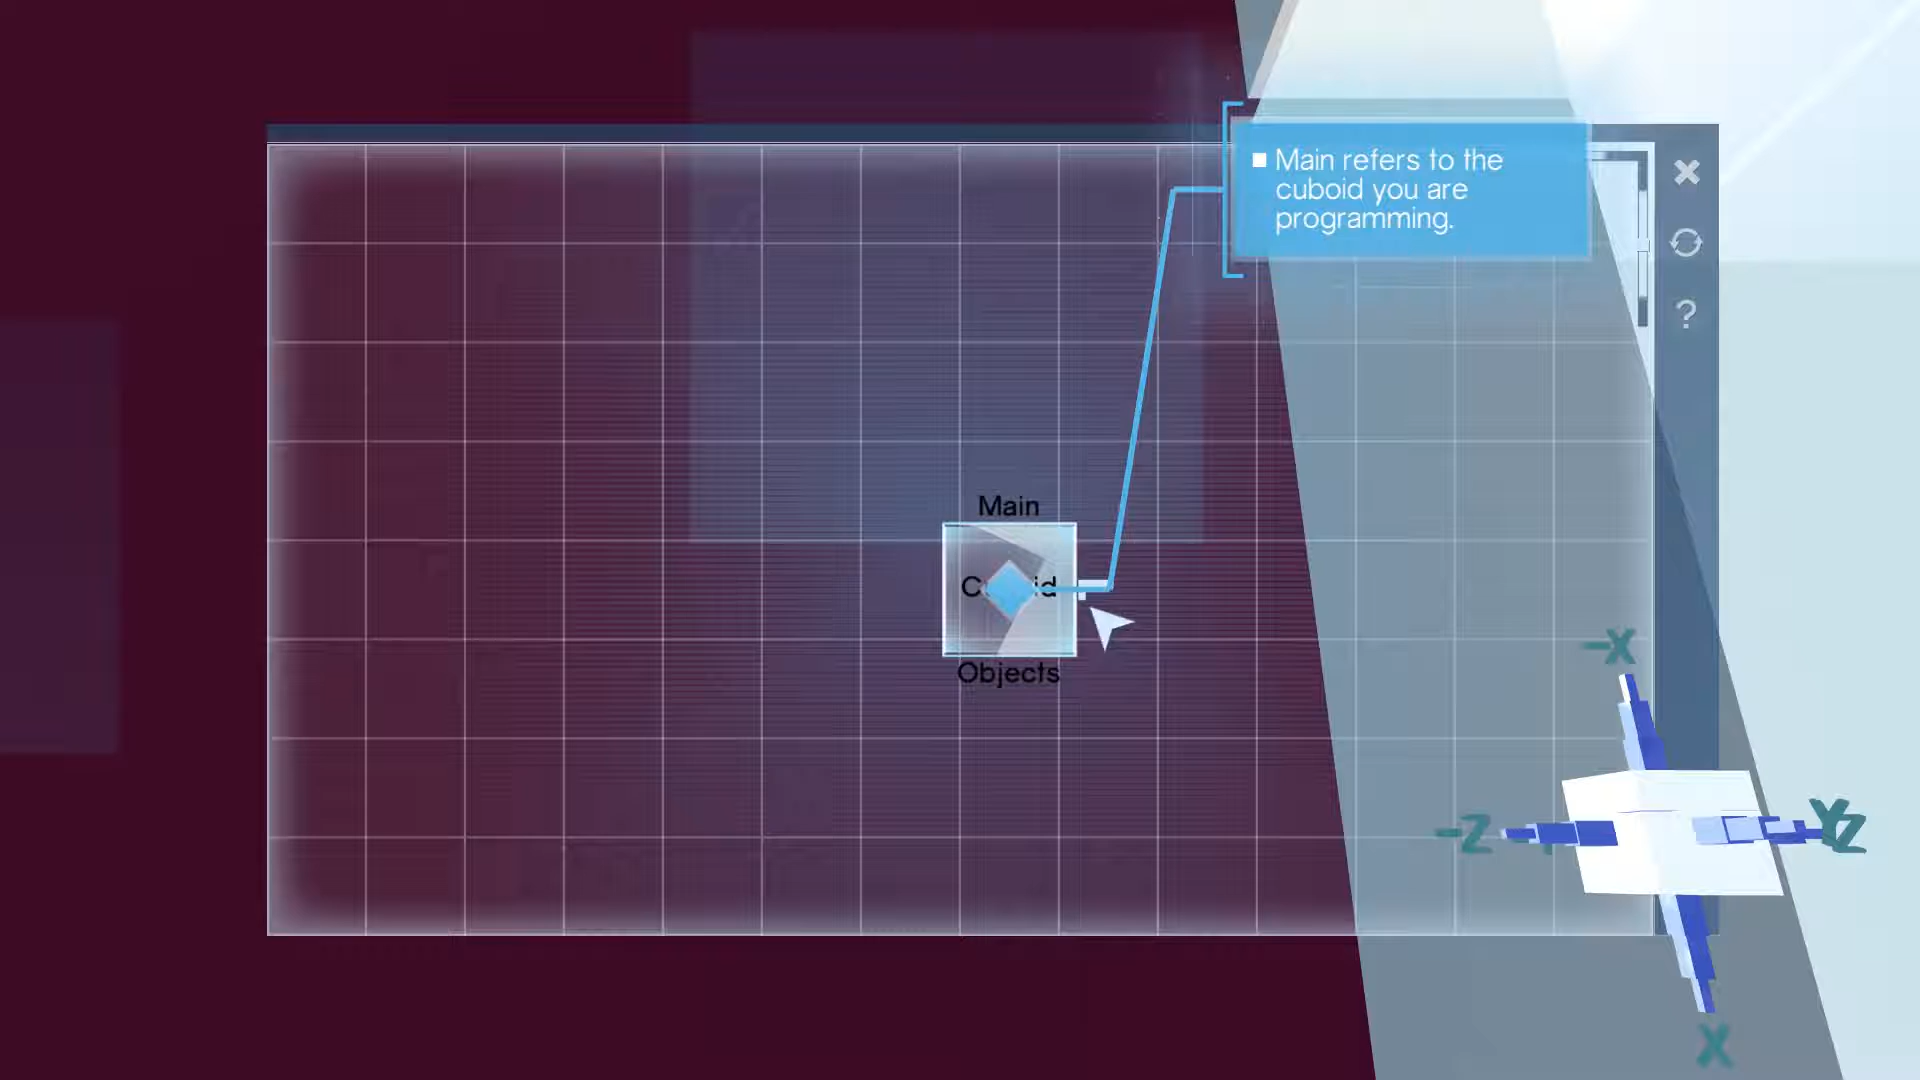 Main refers to the
cuboid you are
programming.
?
Main
Objects
-X
-Z
Y
Z
X